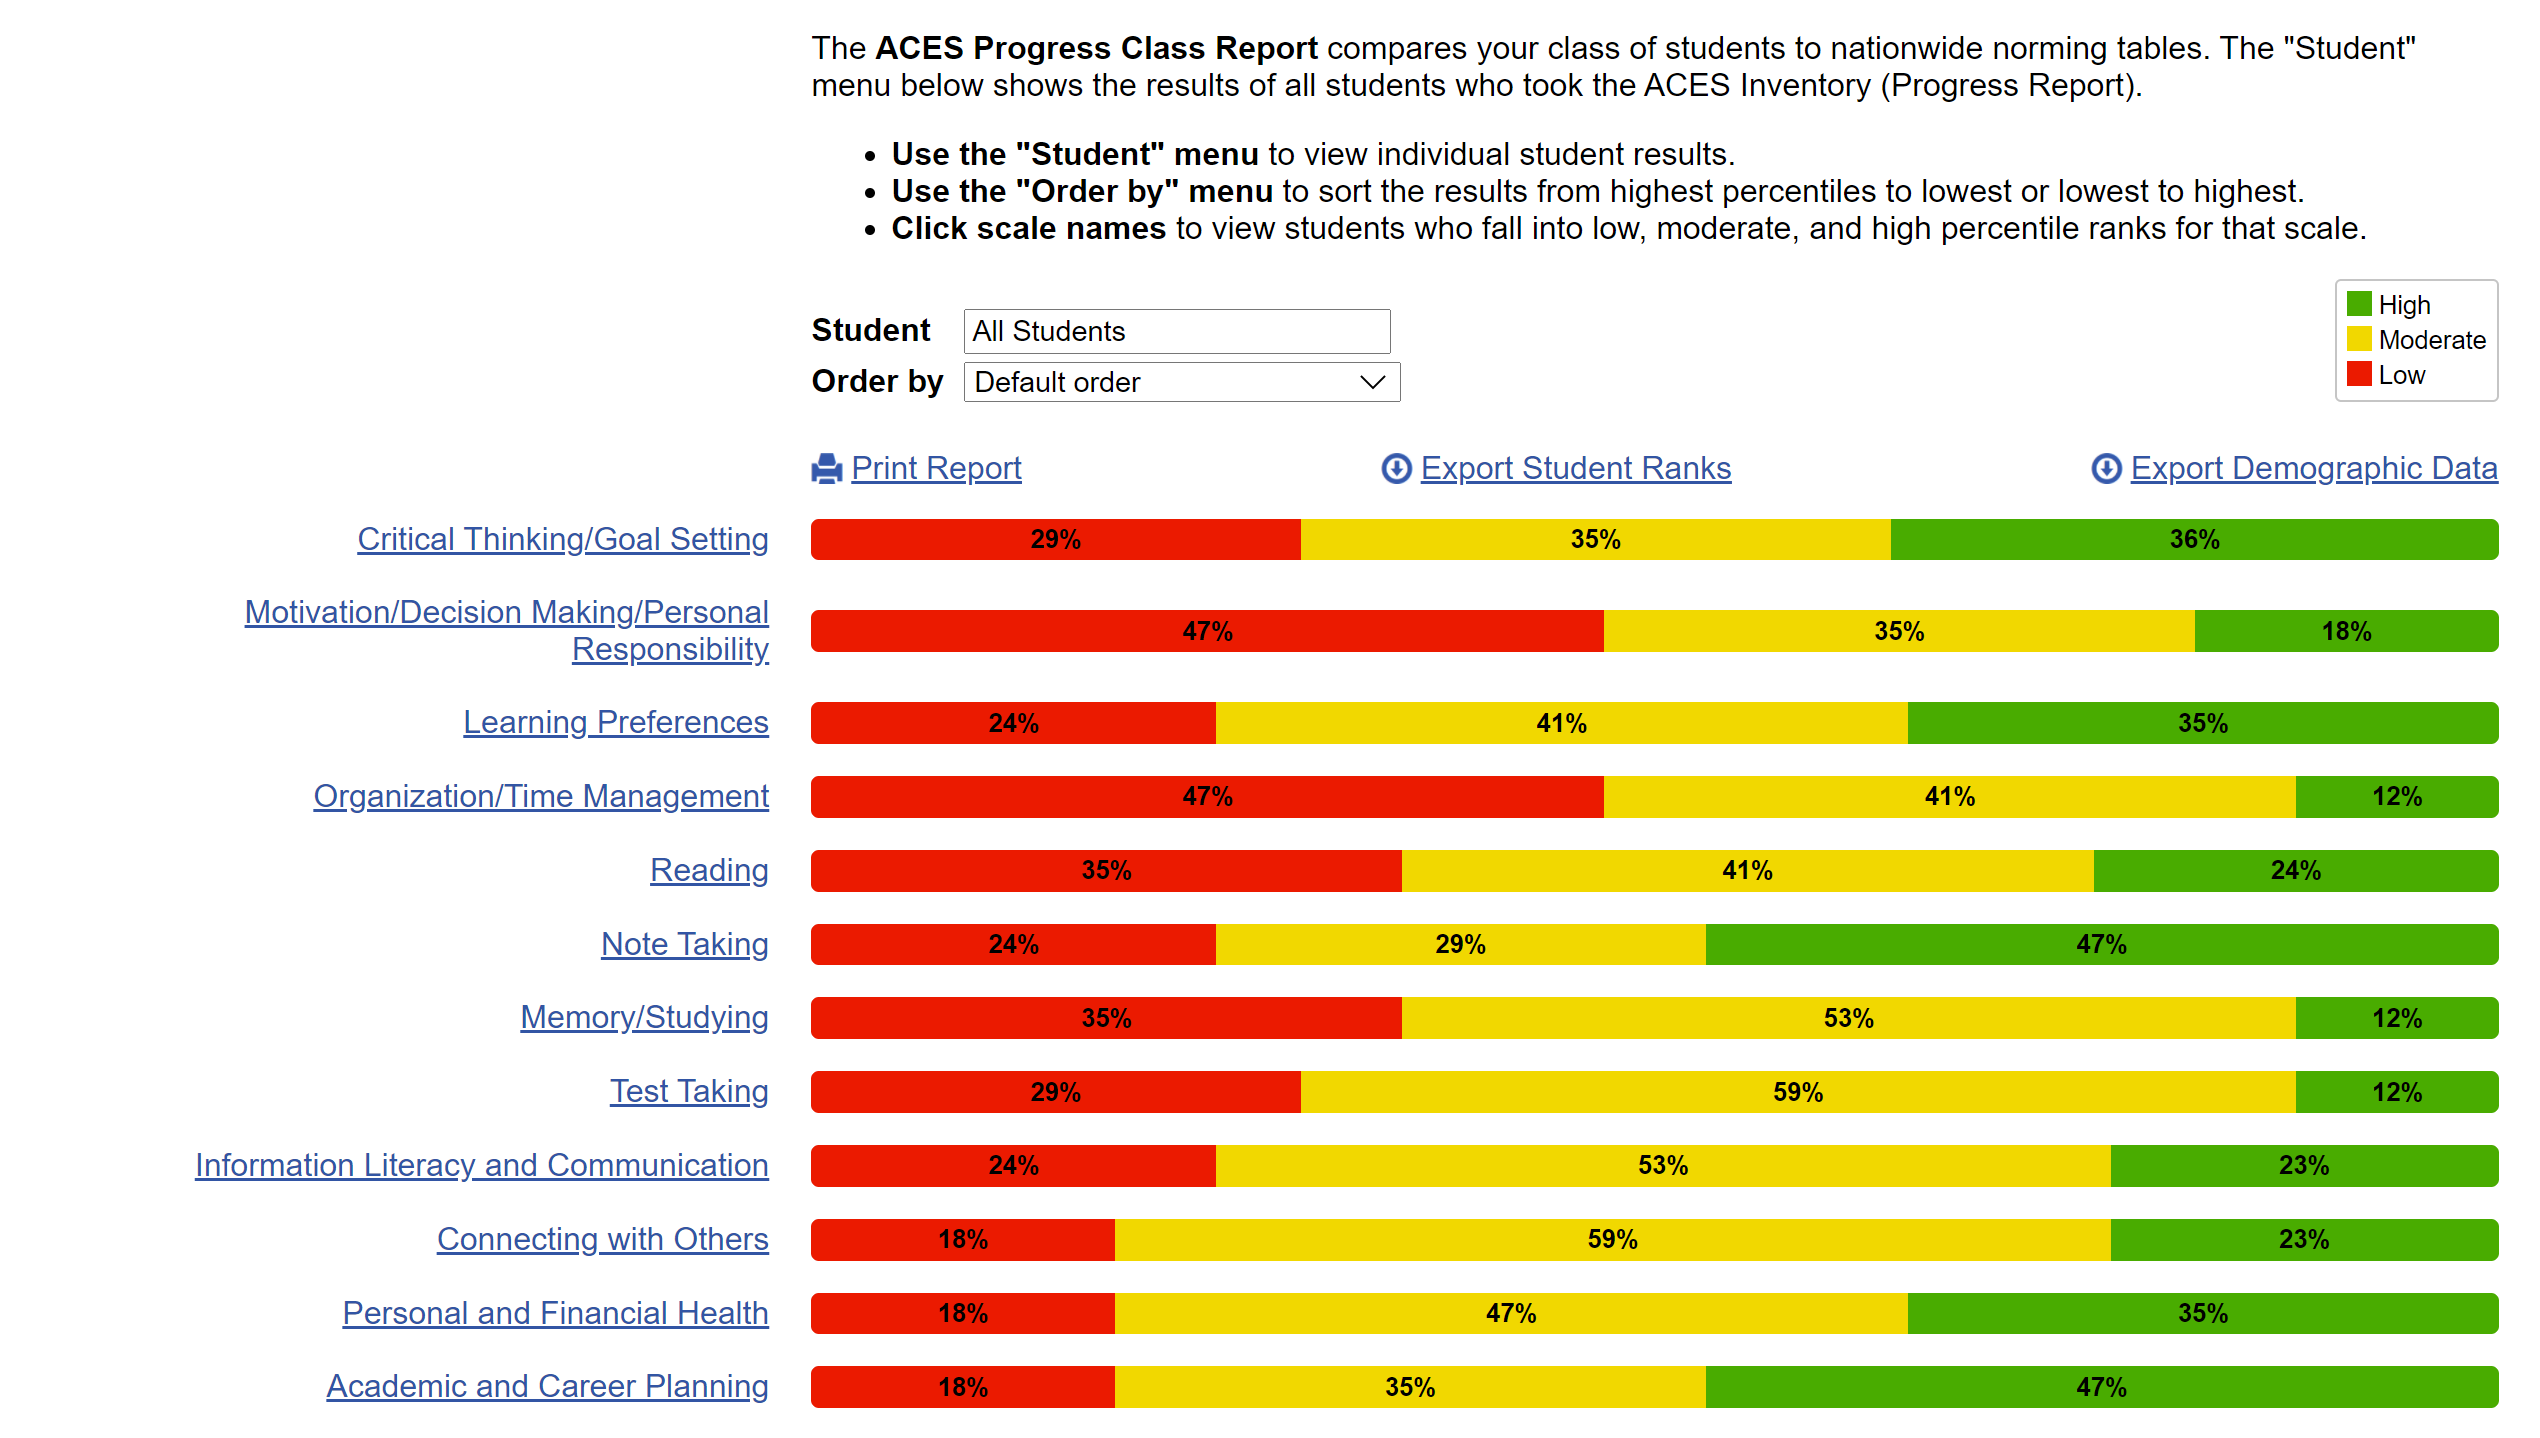 The ACES Progress Class Report compares your class of students to nationwide norming tables. The "Student"
menu below shows the results of all students who took the ACES Inventory (Progress Report).
• Use the "Student" menu to view individual student results.
• Use the "Order by" menu to sort the results from highest percentiles to lowest or lowest to highest.
• Click scale names to view students who fall into low, moderate, and high percentile ranks for that scale.
High
Moderate
Low
Student All Students
Order by Default order
Print Report Export Student Ranks Export Demographic Data
Critical Thinking/Goal Setting 29% 35% 36%
Motivation/Decision Making/Personal
Responsibility 47% 35% 18%
Learning Preferences 24% 41% 35%
Organization/Time Management 47% 41% 12%
Reading 35% 41% 24%
Note Taking 24% 29% 47%
Memory/Studying 35% 53% 12%
Test Taking 29% 59% 12%
Information Literacy and Communication 24% 53% 23%
Connecting with Others 18% 59% 23%
Personal and Financial Health 18% 47% 35%
Academic and Career Planning 18% 35% 47%